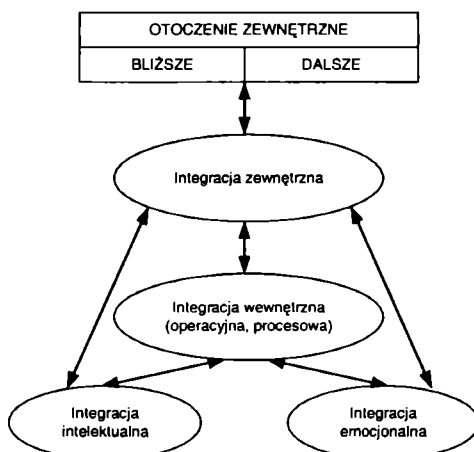 OTOCZENIE ZEWNĘTRZNE
BLIŻSZE DALSZE
Integracja zewnętrzna
Integracja wewnętrzna
(operacyjna, procesowa)
Integracja
intelektualna
Integracja
emocjonalna